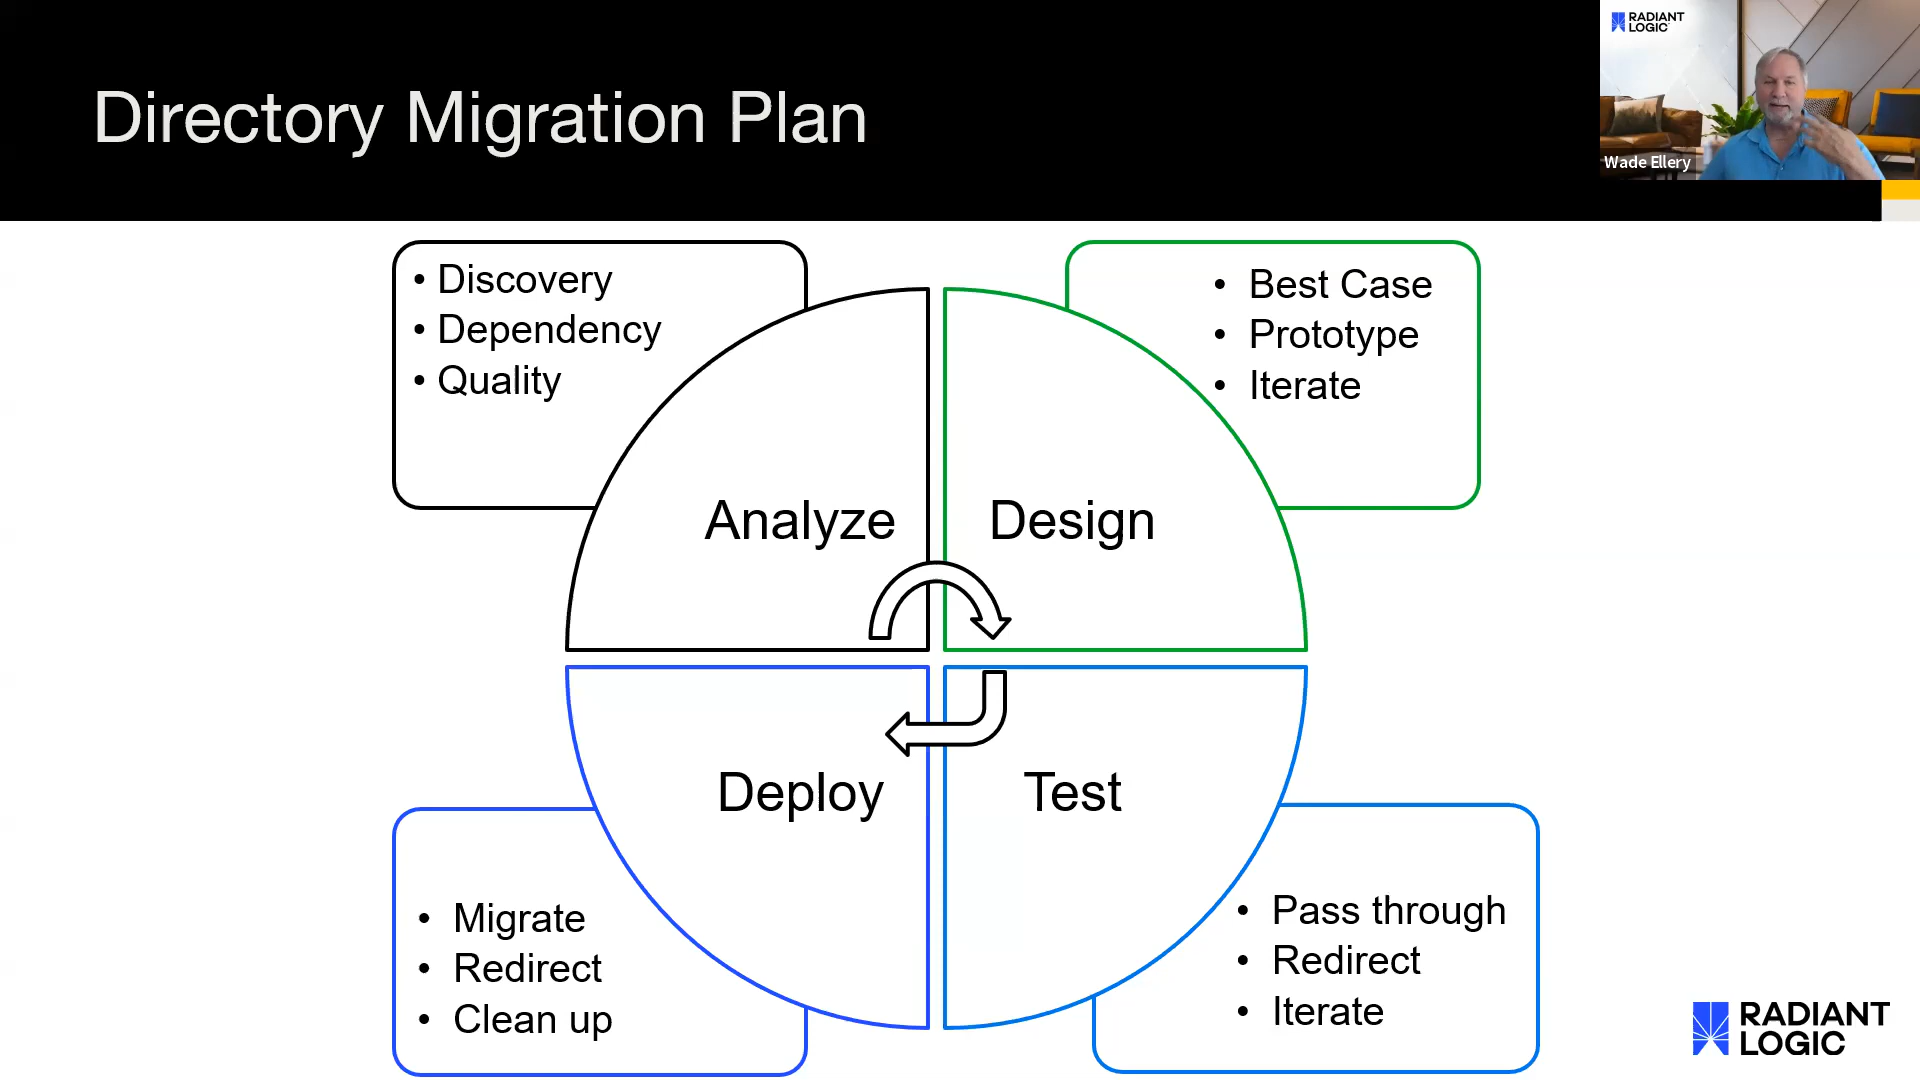 Directory Migration Plan
RADIANT
LOGIC
Wade Ellery
• Discovery
• Dependency
• Quality
• Best Case
• Prototype
• Iterate
Analyze
Design
Deploy
Test
• Migrate
• Redirect
• Clean up
• Pass through
• Redirect
• Iterate
RADIANT
LOGIC